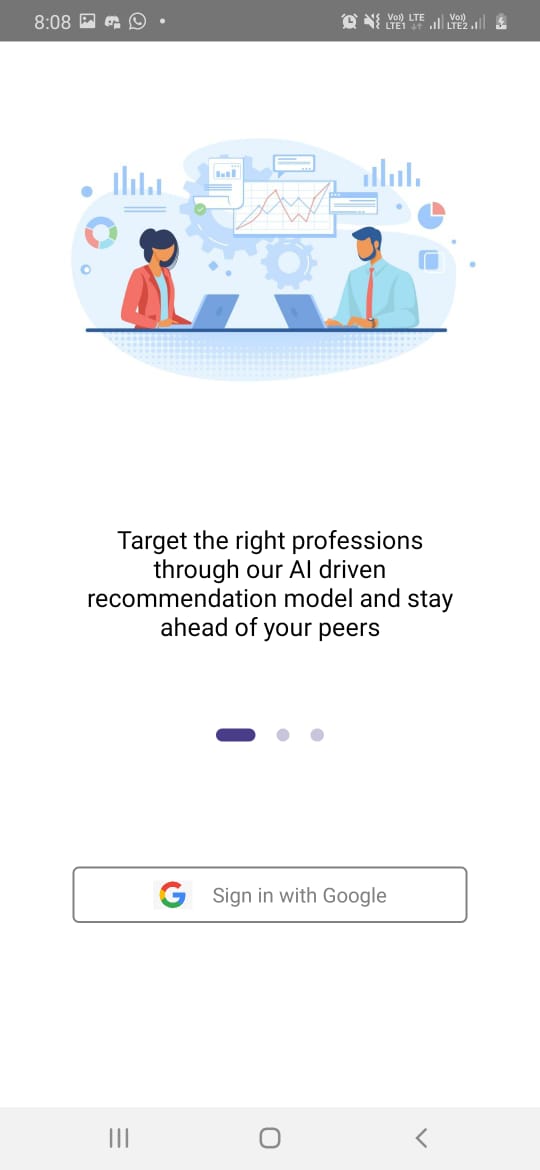 8:08
Vo) LTE Vo)
LTE1 LTE2
Target the right professions
through our AI driven
recommendation model and stay
ahead of your peers
Sign in with Google